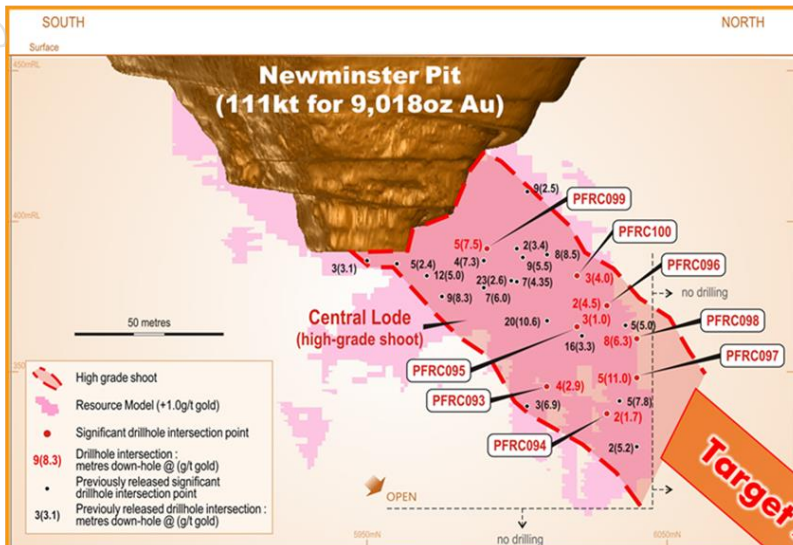 SOUTH
NORTH
Surface
450mRL
Newminster Pit
(111kt for 9,018oz Au)
400mRL
9(2.5)
PFRC099
PFRC100
5(7.5)
2(3.4)
8(8.5)
3(3.1)
5(2.4)
4(7.3)
9(5.5)
PFRC096
12(5.0)
23(2.6)
7(4.35)
3(4.0)
9(8.3)
7(6.0)
2(4.5)
no drilling
50 metres
Central Lode
(high-grade shoot)
20(10.6)
3(1.0)
5(5.0)
PFRC098
16(3.3)
8(6.3)
PFRC095
PFRC097
High grade shoot
PFRC093
4(2.9)
5(11.0)
Resource Model (+1.0g/t gold)
3(6.9)
5(7.8)
Significant drillhole intersection point
PFRC094
2(1.7)
9(8.3)
Drillhole intersection :
metres down-hole @ (g/t gold)
2(5.2)
Target
Previously released significant
drillhole intersection point
OPEN
3(3.1)
Previously released drillhole intersection :
metres down-hole @ (g/t gold)
5950mN
no drilling
6050mN